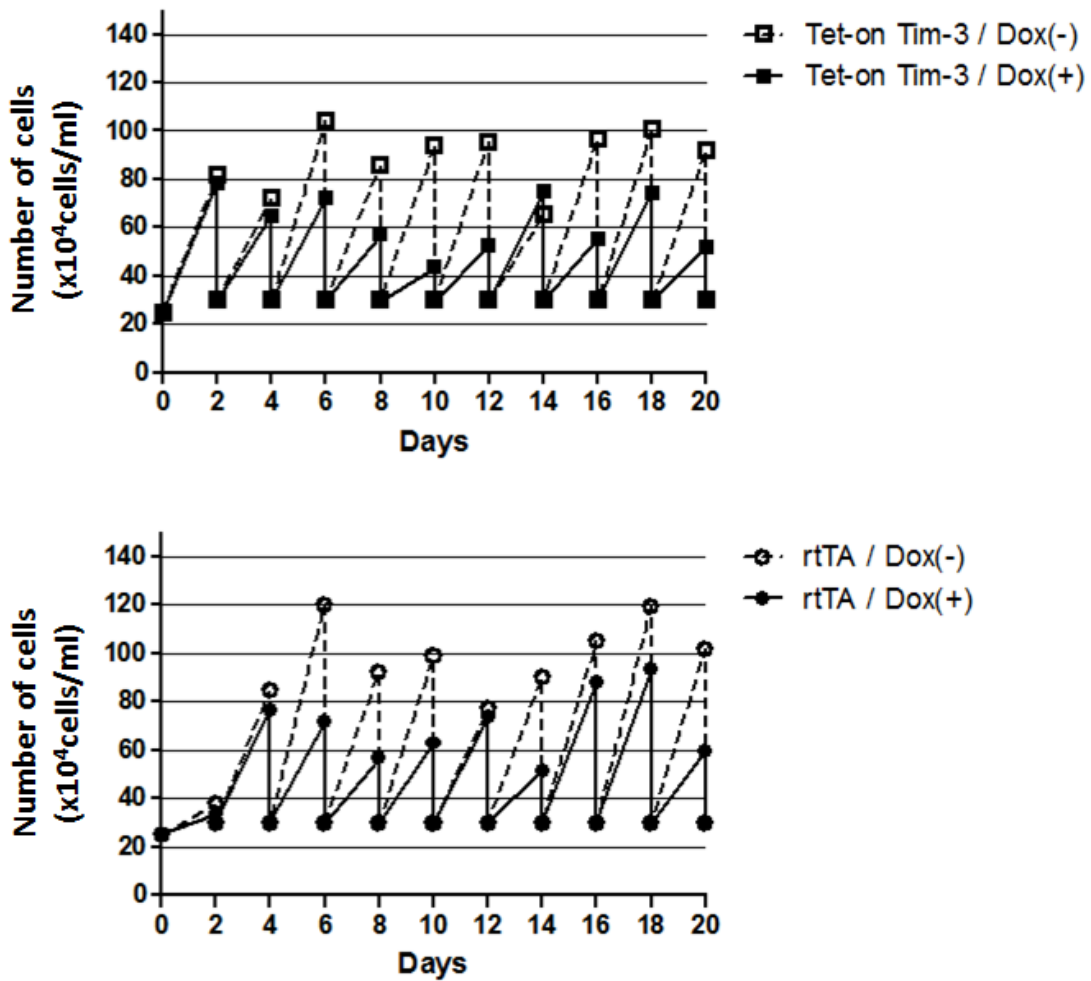 140
120
100
80
60
40
20
0
Number of cells
(x10⁴cells/ml)
0 2 4 6 8 10 12 14 16 18 20
Days
Tet-on Tim-3 / Dox(-)
Tet-on Tim-3 / Dox(+)
140
120
100
80
60
40
20
0
Number of cells
(x10⁴cells/ml)
0 2 4 6 8 10 12 14 16 18 20
Days
rtTA / Dox(-)
rtTA / Dox(+)